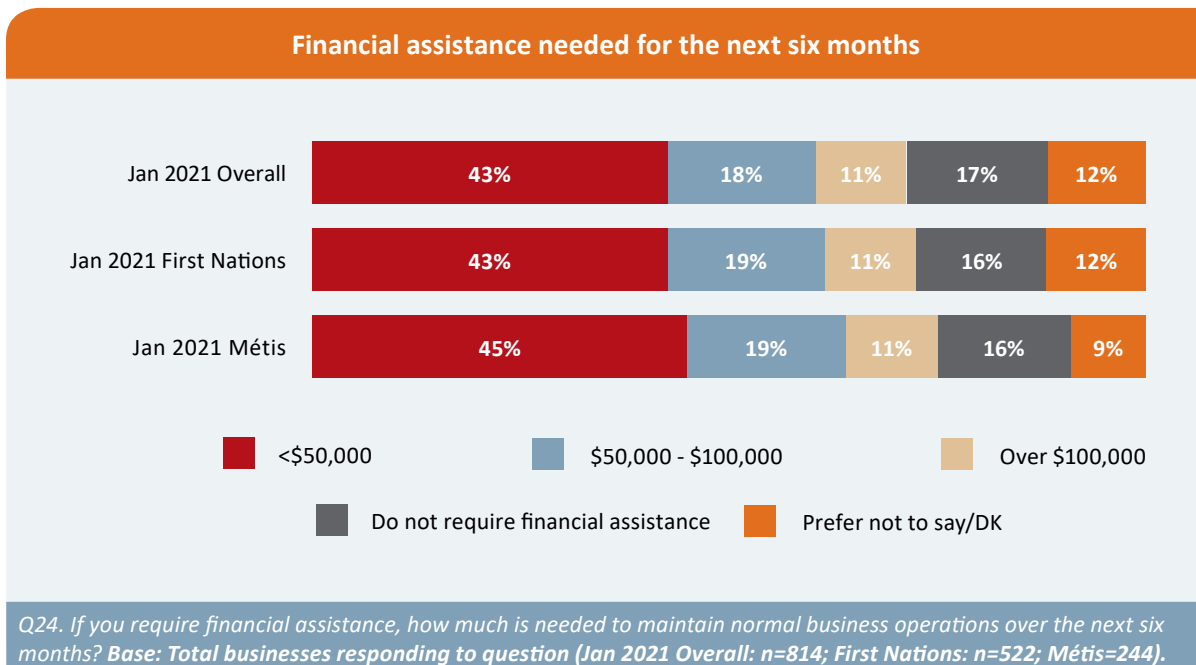 Financial assistance needed for the next six months
Jan 2021 Overall
43%
18%
11%
17%
12%
Jan 2021 First Nations
43%
19%
11%
16%
12%
Jan 2021 Métis
45%
19%
11%
16%
9%
<$50,000
$50,000 - $100,000
Over $100,000
Do not require financial assistance
Prefer not to say/DK
Q24. If you require financial assistance, how much is needed to maintain normal business operations over the next six
months? Base: Total businesses responding to question (Jan 2021 Overall: n=814; First Nations: n=522; Métis=244).